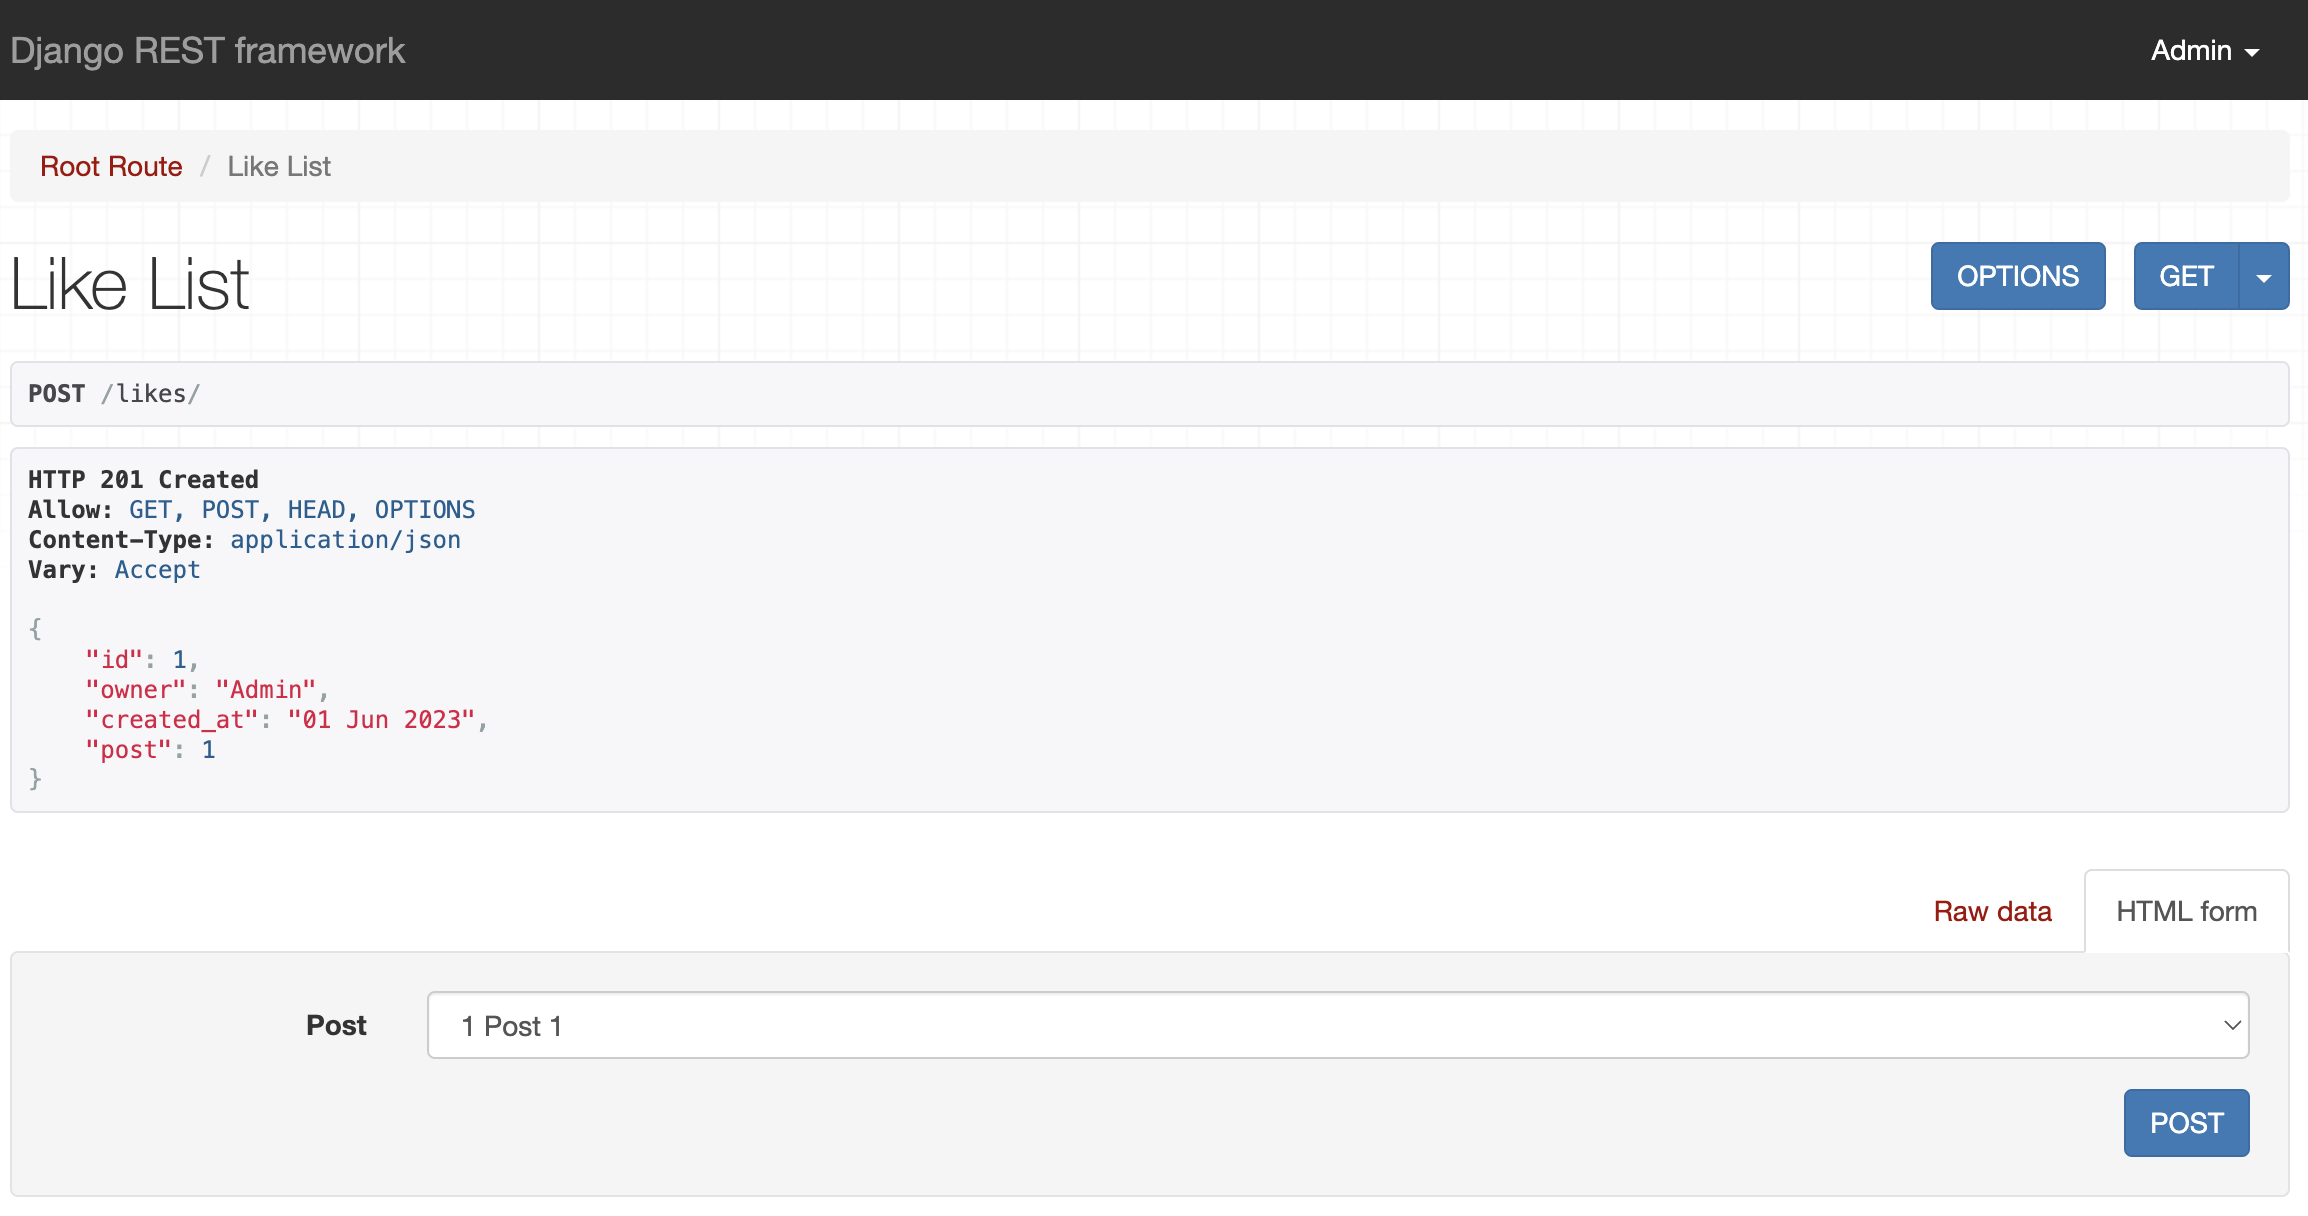 Django REST framework
Admin
Root Route / Like List
Like List
OPTIONS
GET
POST /likes/
HTTP 201 Created
Allow: GET, POST, HEAD, OPTIONS
Content-Type: application/json
Vary: Accept
{
    "id": 1,
    "owner": "Admin",
    "created_at": "01 Jun 2023",
    "post": 1
}
Raw data
HTML form
Post
1 Post 1
POST